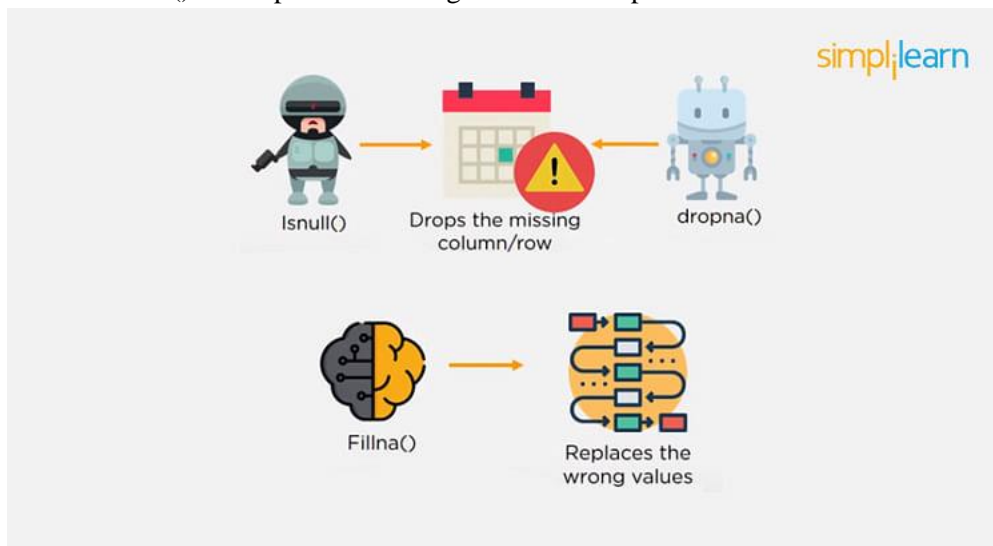 simplilearn
Isnull()
Drops the missing
column/row
dropna()
Fillna()
Replaces the
wrong values